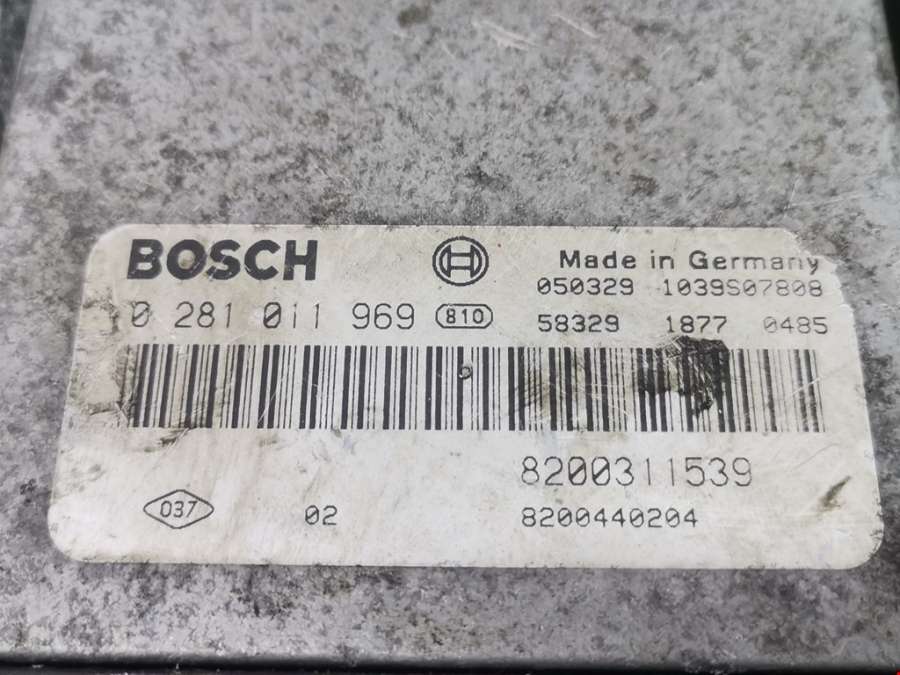 BOSCH
Made in Germany
050329 1039S07808
0 281 011 969 810
58329 1877 0485
8200311539
037 02 8200440204